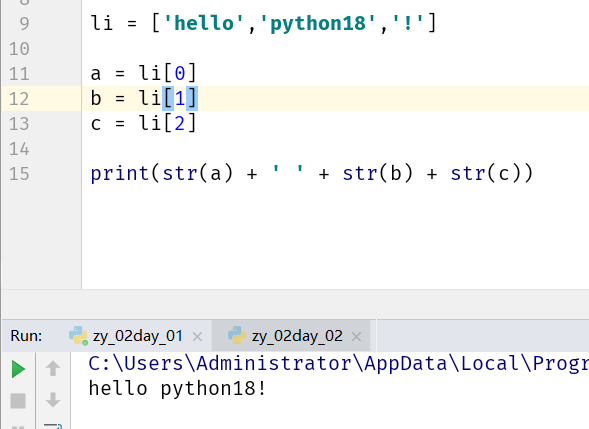 9 li = ['hello','python18','!']
10
11 a = li[0]
12 b = li[1]
13 c = li[2]
14
15 print(str(a) + ' ' + str(b) + str(c))
Run: zy_02day_01 × zy_02day_02 ×
C:\Users\Administrator\AppData\Local\Progr
hello python18!